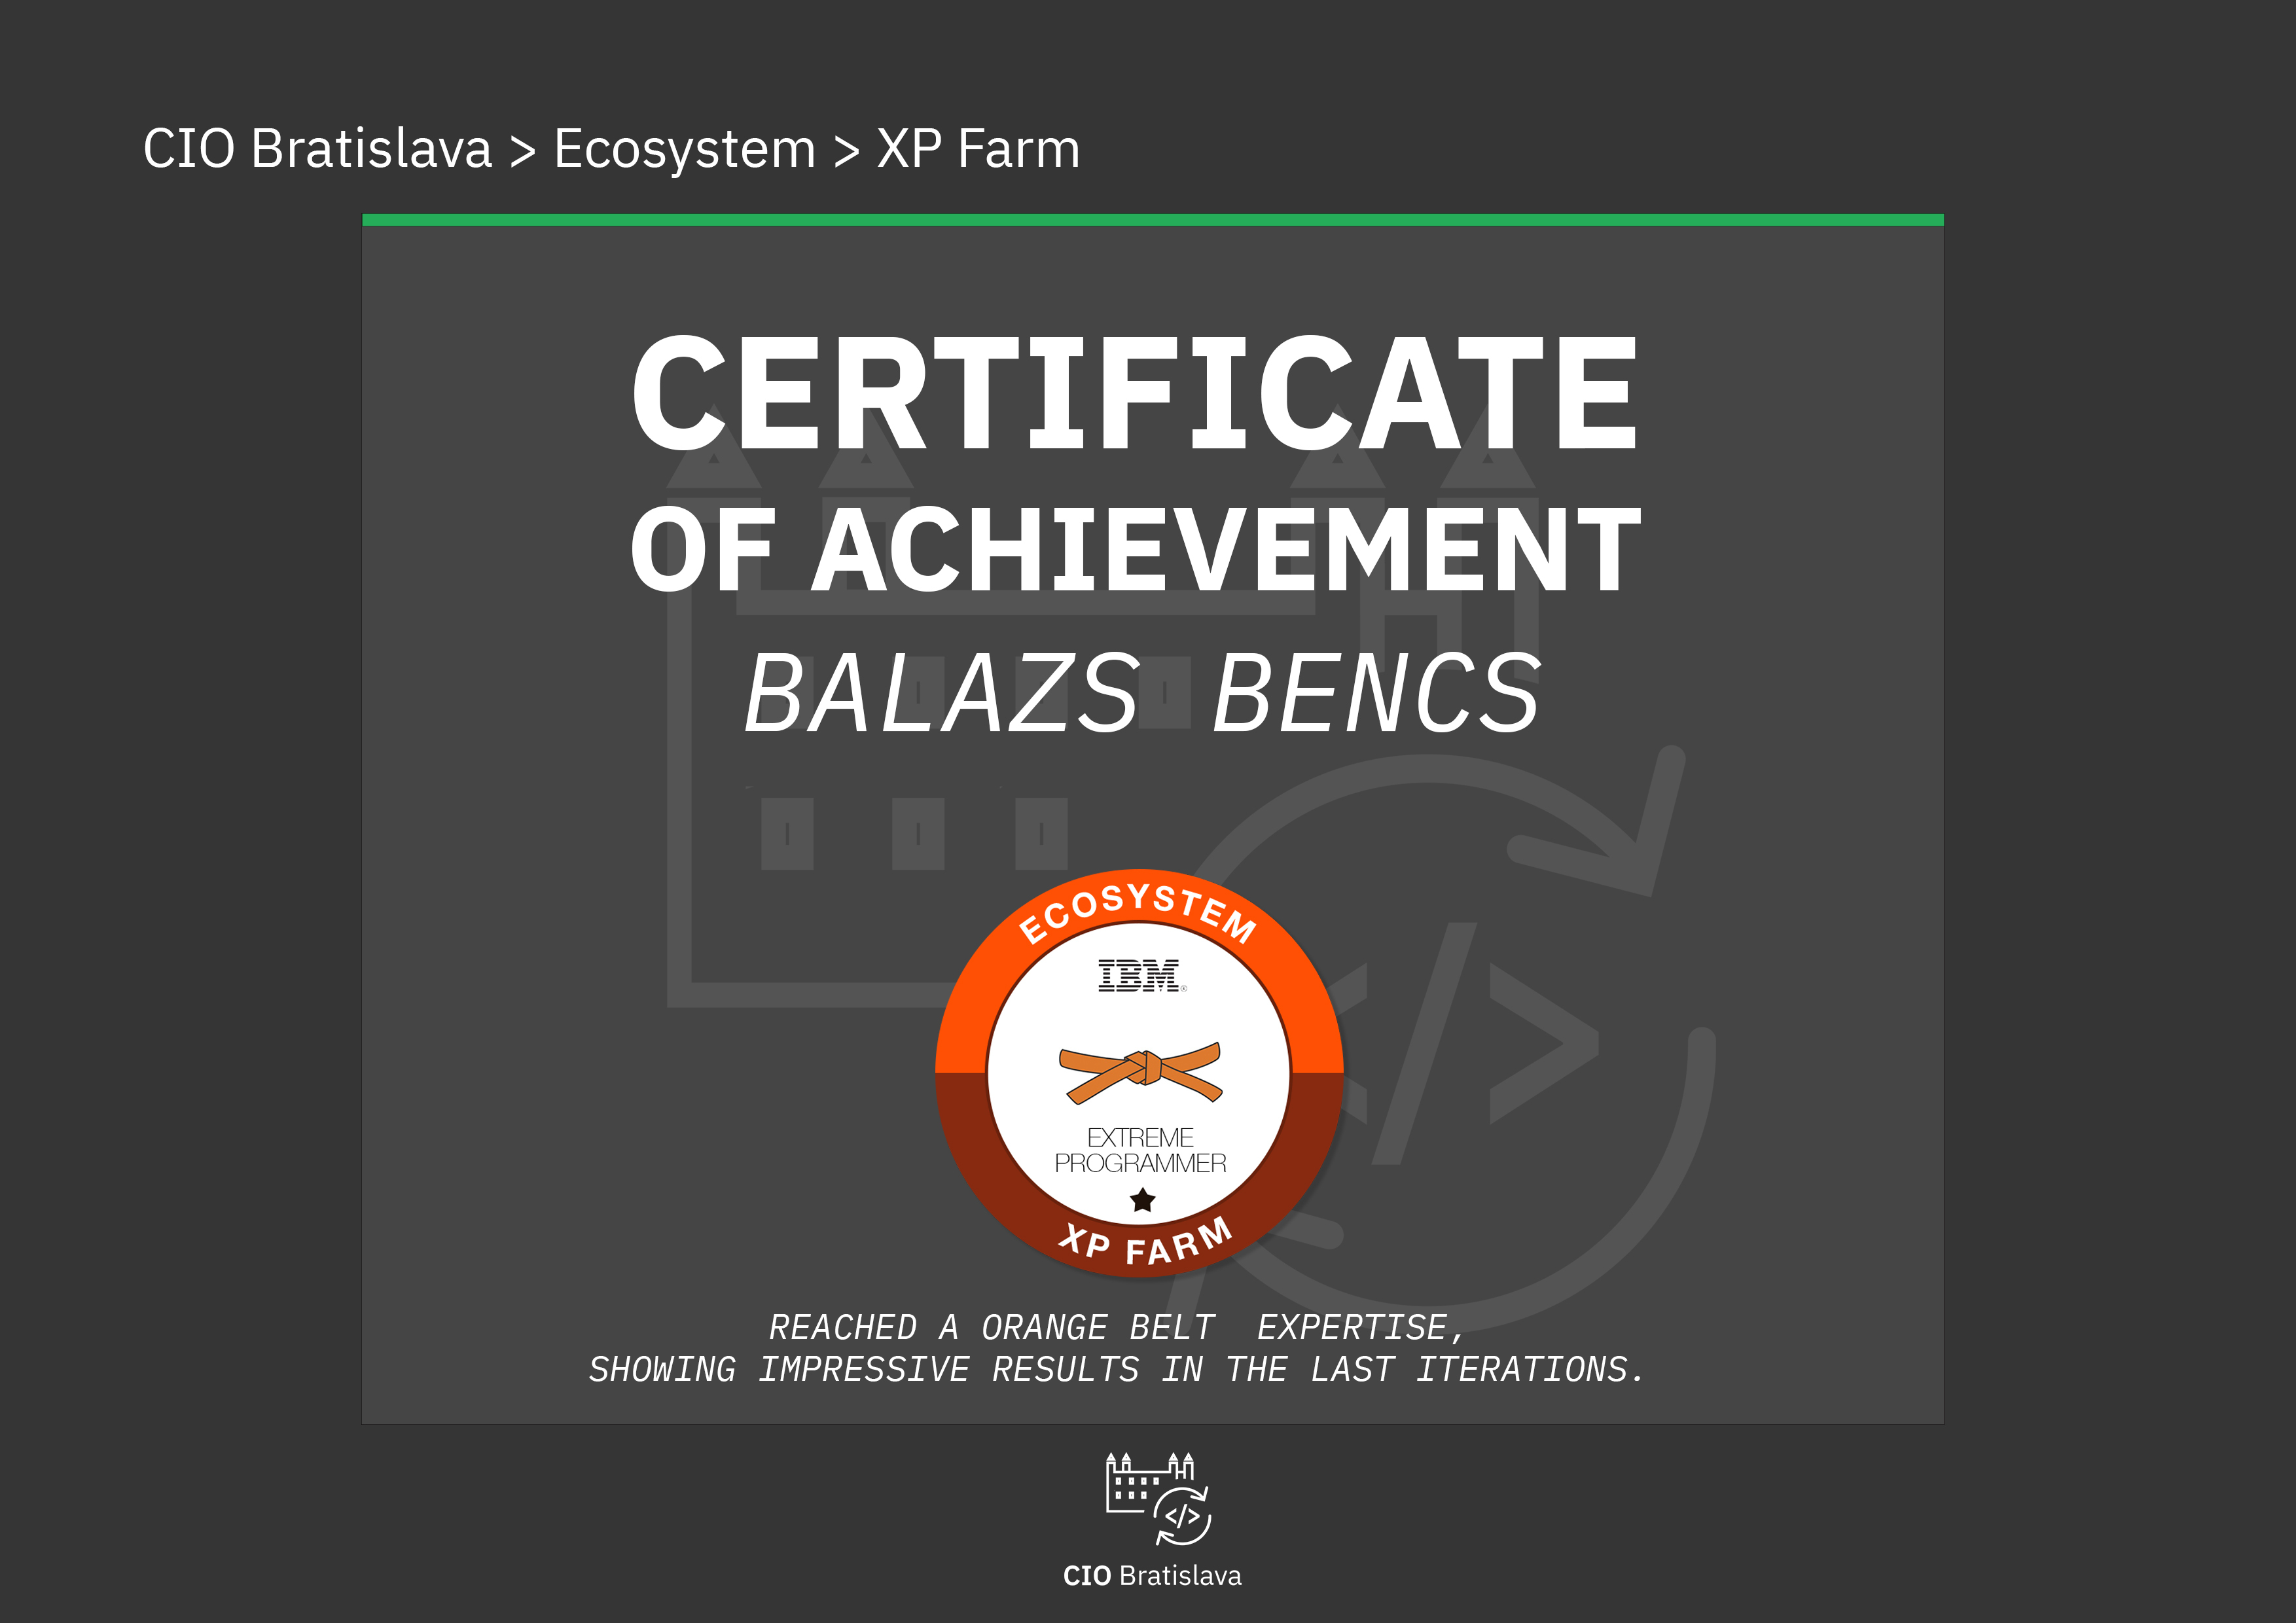 CIO Bratislava > Ecosystem > XP Farm
CERTIFICATE
OF ACHIEVEMENT
BALAZS BENCS
ECOSYSTEM
IBM®
EXTREME
PROGRAMMER
XP FARM
REACHED A ORANGE BELT  EXPERTISE,
SHOWING IMPRESSIVE RESULTS IN THE LAST ITERATIONS.
</>
CIO Bratislava